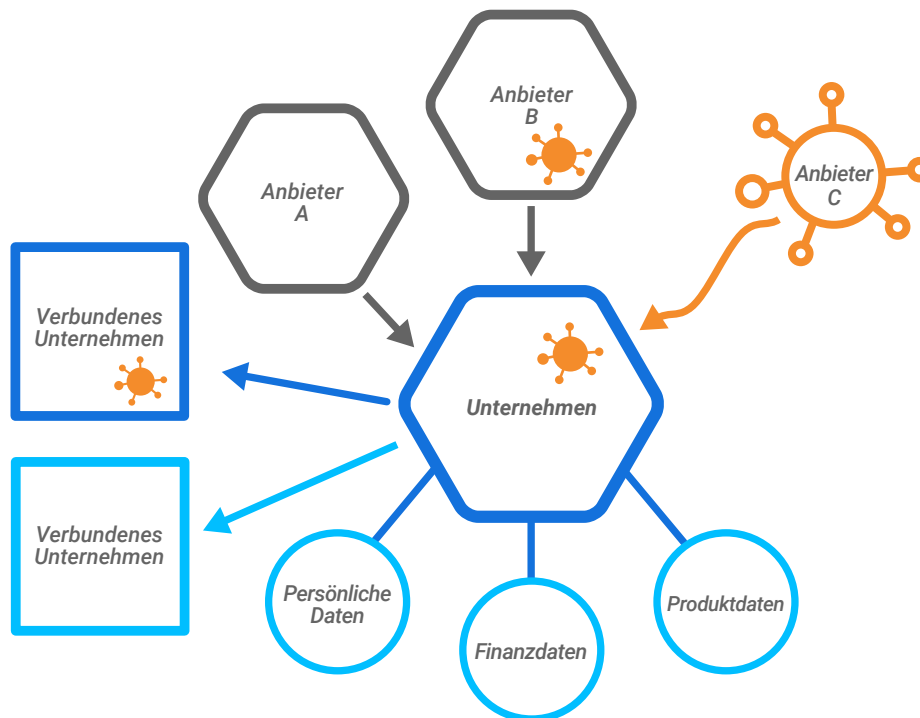 Anbieter
B
Anbieter
A
Anbieter
C
Verbundenes
Unternehmen
Unternehmen
Verbundenes
Unternehmen
Persönliche
Daten
Finanzdaten
Produktdaten